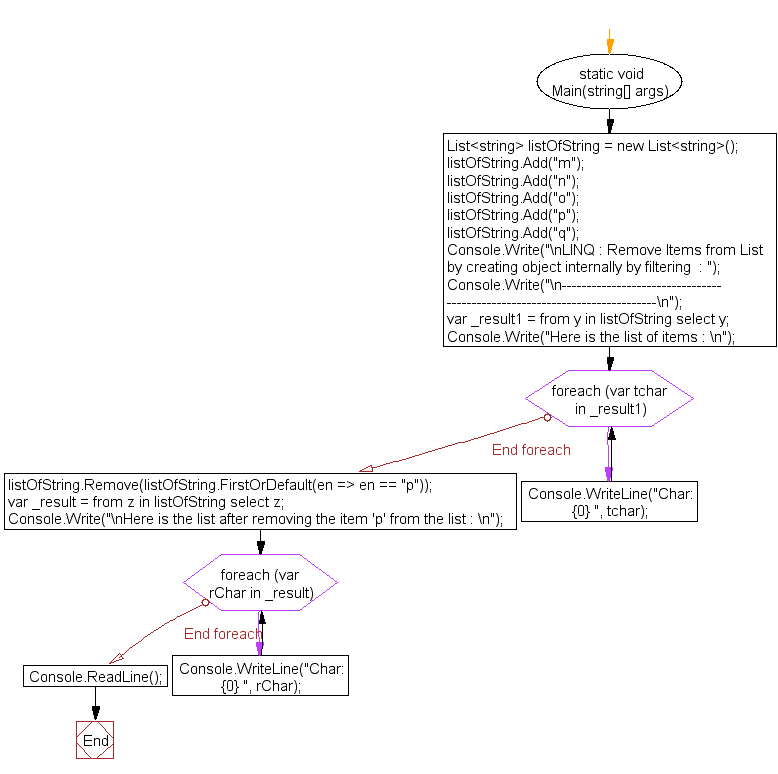 static void
Main(string[] args)
List<string> listOfString = new List<string>();
listOfString.Add("m");
listOfString.Add("n");
listOfString.Add("o");
listOfString.Add("p");
listOfString.Add("q");
Console.Write("\nLINQ : Remove Items from List
by creating object internally by filtering  : ");
Console.Write("\n--------------------------------
------------------------------------------\n");
var _result1 = from y in listOfString select y;
Console.Write("Here is the list of items : \n");
foreach (var tchar
in _result1)
End foreach
Console.WriteLine("Char:
{0} ", tchar);
listOfString.Remove(listOfString.FirstOrDefault(en => en == "p"));
var _result = from z in listOfString select z;
Console.Write("\nHere is the list after removing the item 'p' from the list : \n");
foreach (var
rChar in _result)
End foreach
Console.WriteLine("Char:
{0} ", rChar);
Console.ReadLine();
End